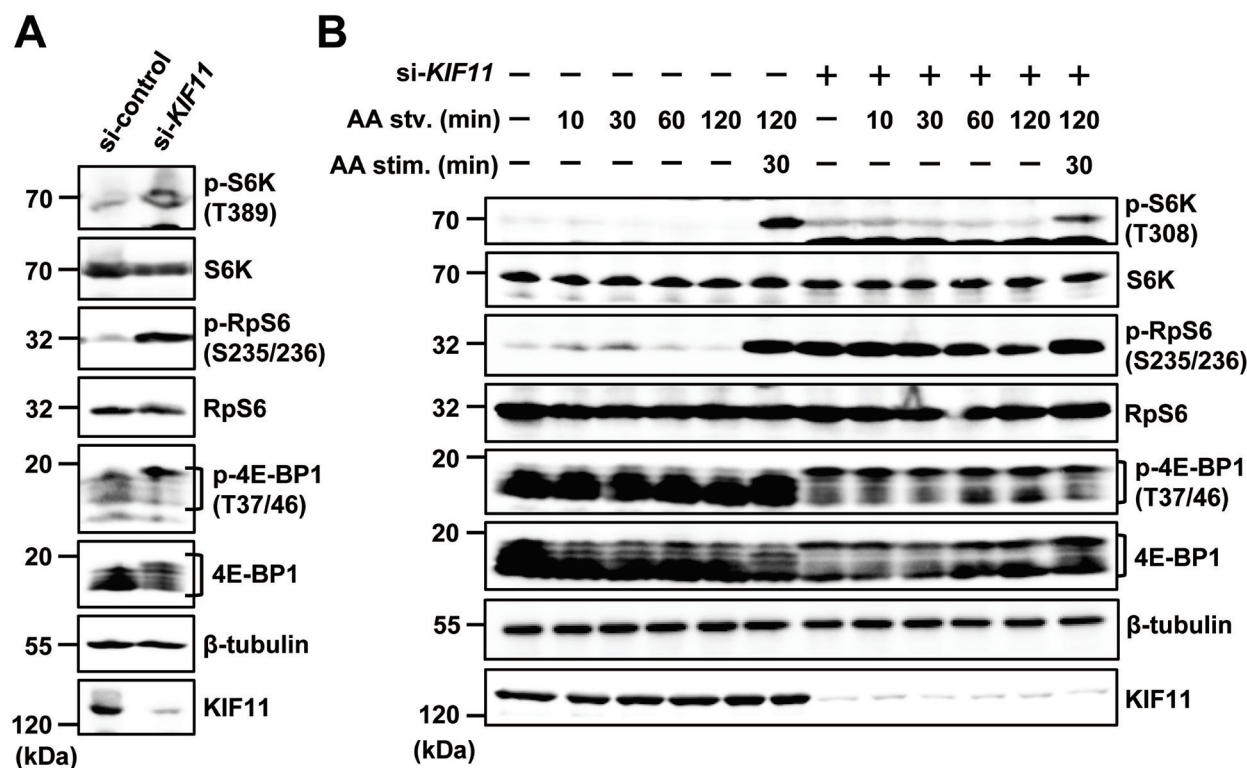 A
si-control
si-KIF11
70
p-S6K
(T389)
70
S6K
32
p-RpS6
(S235/236)
32
RpS6
20
p-4E-BP1
(T37/46)
20
4E-BP1
55
β-tubulin
120
KIF11
(kDa)
B
si-KIF11 – – – – – – + + + + + +
AA stv. (min) – 10 30 60 120 120 – 10 30 60 120 120
AA stim. (min) – – – – – 30 – – – – – 30
70
p-S6K
(T308)
70
S6K
32
p-RpS6
(S235/236)
32
RpS6
20
p-4E-BP1
(T37/46)
20
4E-BP1
55
β-tubulin
120
KIF11
(kDa)